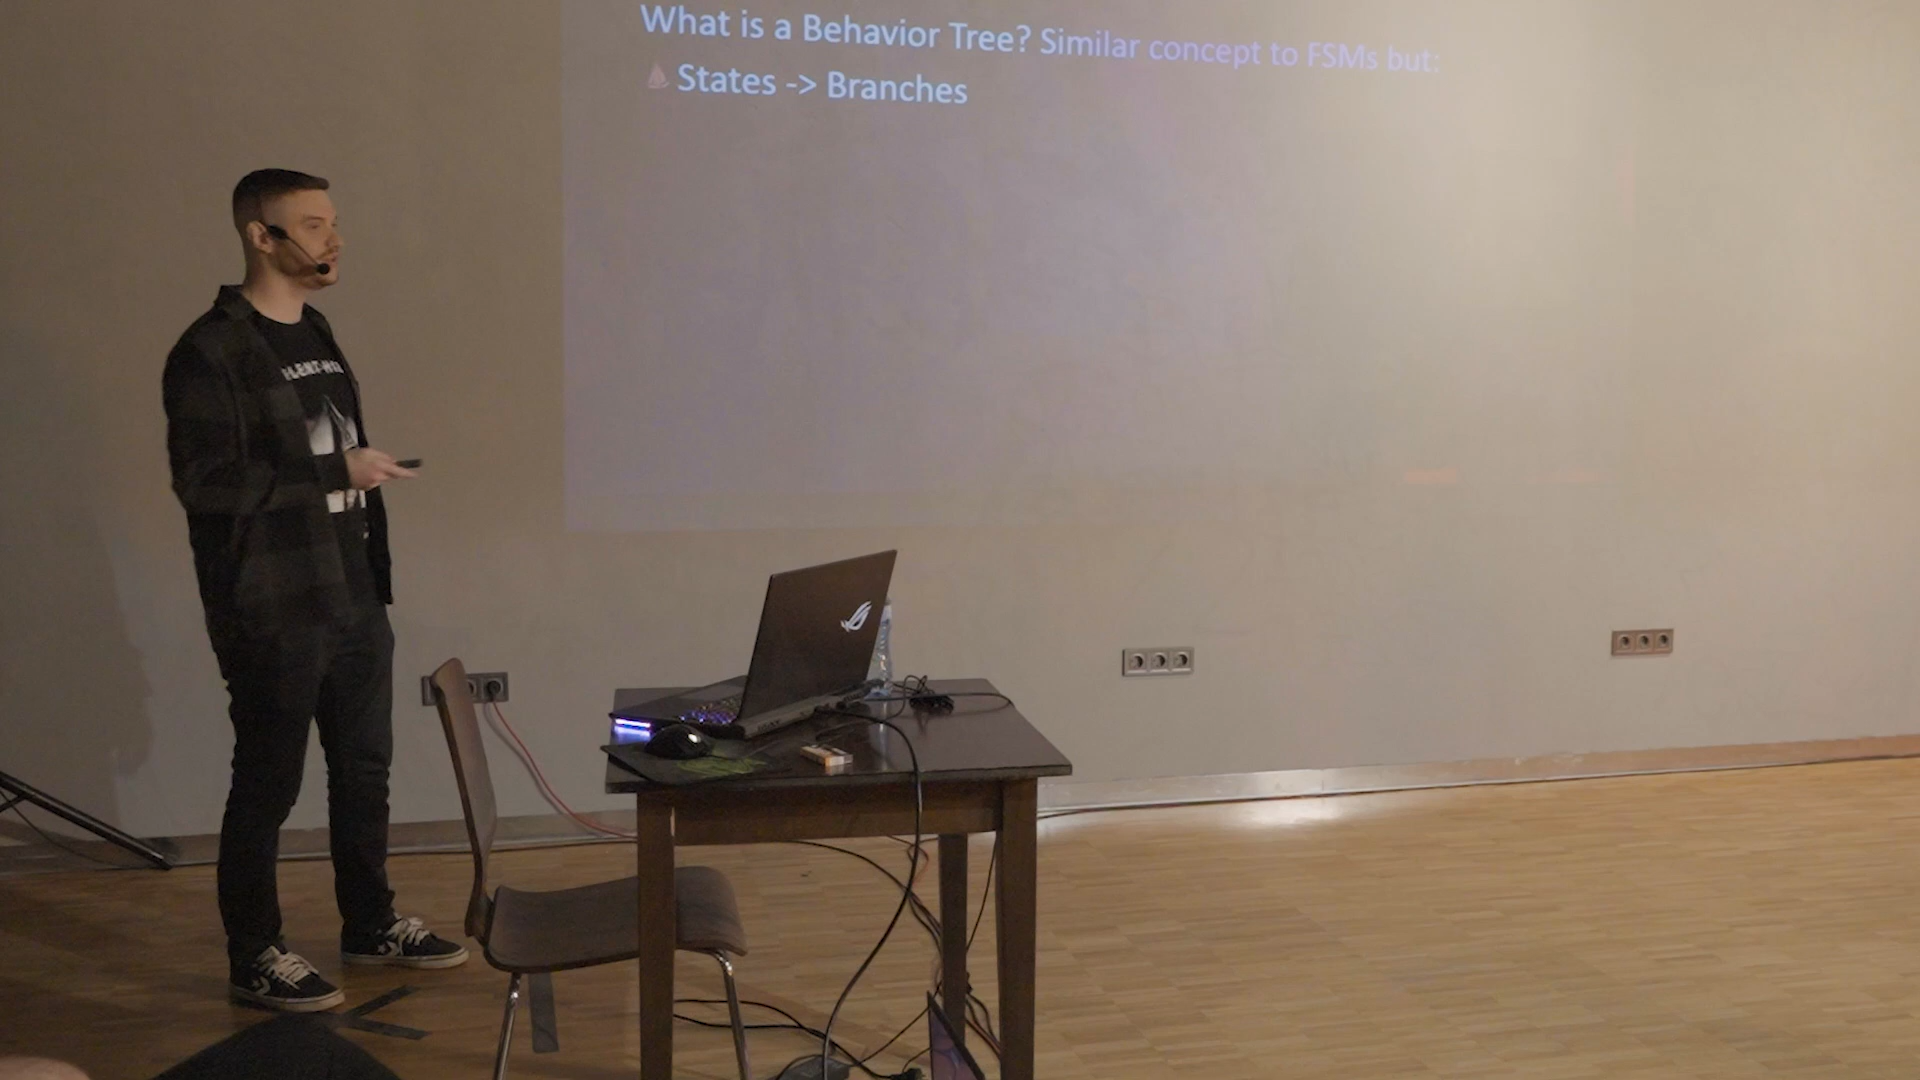 What is a Behavior Tree? Similar concept to FSMs but:
States -> Branches